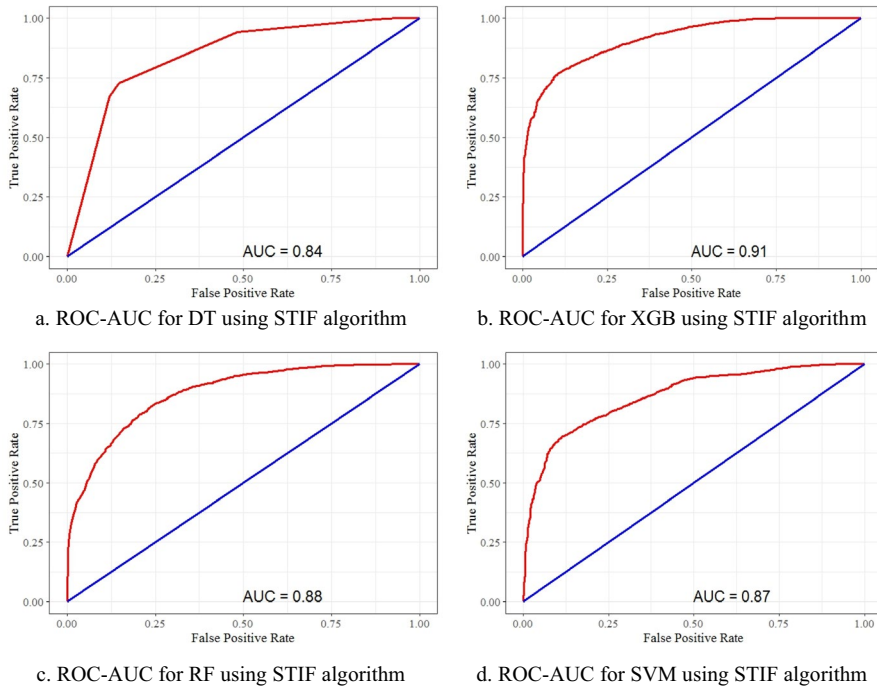 1.00
0.75
0.50
0.25
0.00
True Positive Rate
AUC = 0.84
0.00 0.25 0.50 0.75 1.00
False Positive Rate
a. ROC-AUC for DT using STIF algorithm
1.00
0.75
0.50
0.25
0.00
True Positive Rate
AUC = 0.91
0.00 0.25 0.50 0.75 1.00
False Positive Rate
b. ROC-AUC for XGB using STIF algorithm
1.00
0.75
0.50
0.25
0.00
True Positive Rate
AUC = 0.88
0.00 0.25 0.50 0.75 1.00
False Positive Rate
c. ROC-AUC for RF using STIF algorithm
1.00
0.75
0.50
0.25
0.00
True Positive Rate
AUC = 0.87
0.00 0.25 0.50 0.75 1.00
False Positive Rate
d. ROC-AUC for SVM using STIF algorithm